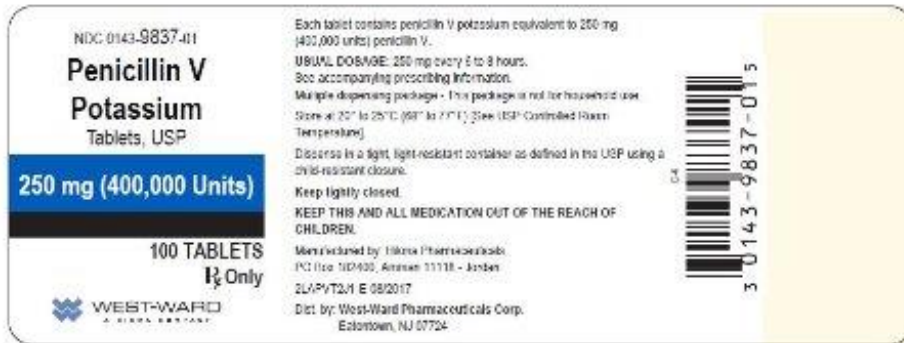 NDC 0143-9837-01
Penicillin V
Potassium
Tablets, USP
250 mg (400,000 Units)
100 TABLETS
℞ Only
WEST-WARD
A HIKMA COMPANY
Each tablet contains penicillin V potassium equivalent to 250 mg
(400,000 units) penicillin V.
USUAL DOSAGE: 250 mg every 6 to 8 hours.
See accompanying prescribing information.
Multiple dispensing package - This package is not for household use
Store at 20° to 25°C (68° to 77°F) [See USP Controlled Room
Temperature].
Dispense in a tight, light-resistant container as defined in the USP using a
child-resistant closure.
Keep tightly closed.
KEEP THIS AND ALL MEDICATION OUT OF THE REACH OF
CHILDREN.
Manufactured by: Hikma Pharmaceuticals
PO Box 182400, Amman 11118 - Jordan
E 08/2017
Dist. by: West-Ward Pharmaceuticals Corp.
Eatontown, NJ 07724
30143-9837-015